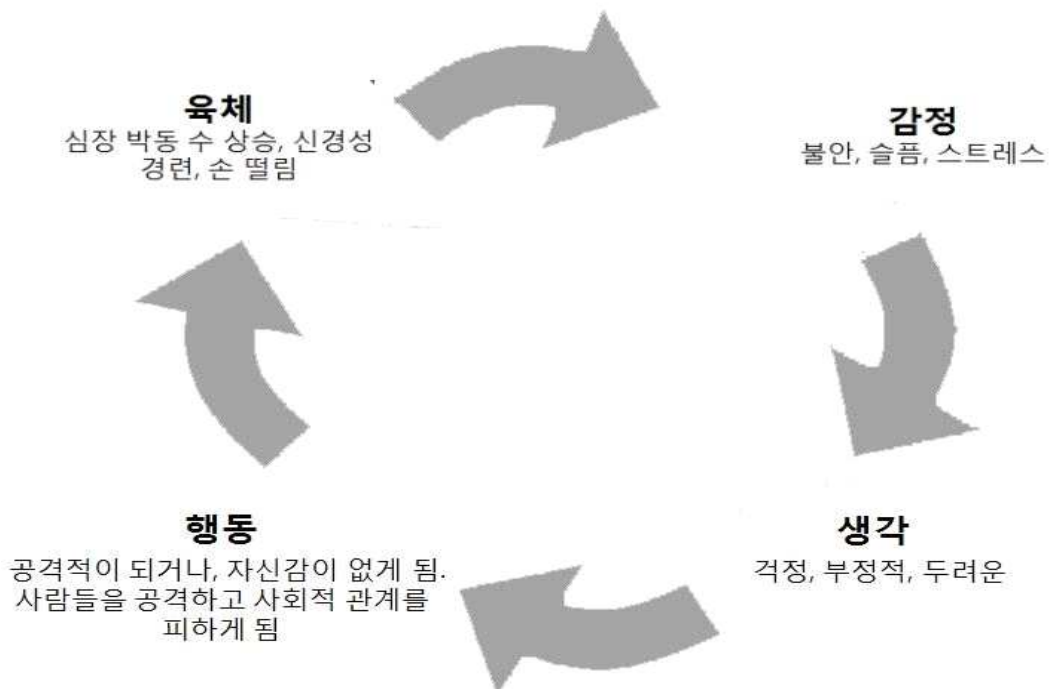 육체
심장 박동 수 상승, 신경성
경련, 손 떨림
감정
불안, 슬픔, 스트레스
생각
걱정, 부정적, 두려운
행동
공격적이 되거나, 자신감이 없게 됨.
사람들을 공격하고 사회적 관계를
피하게 됨